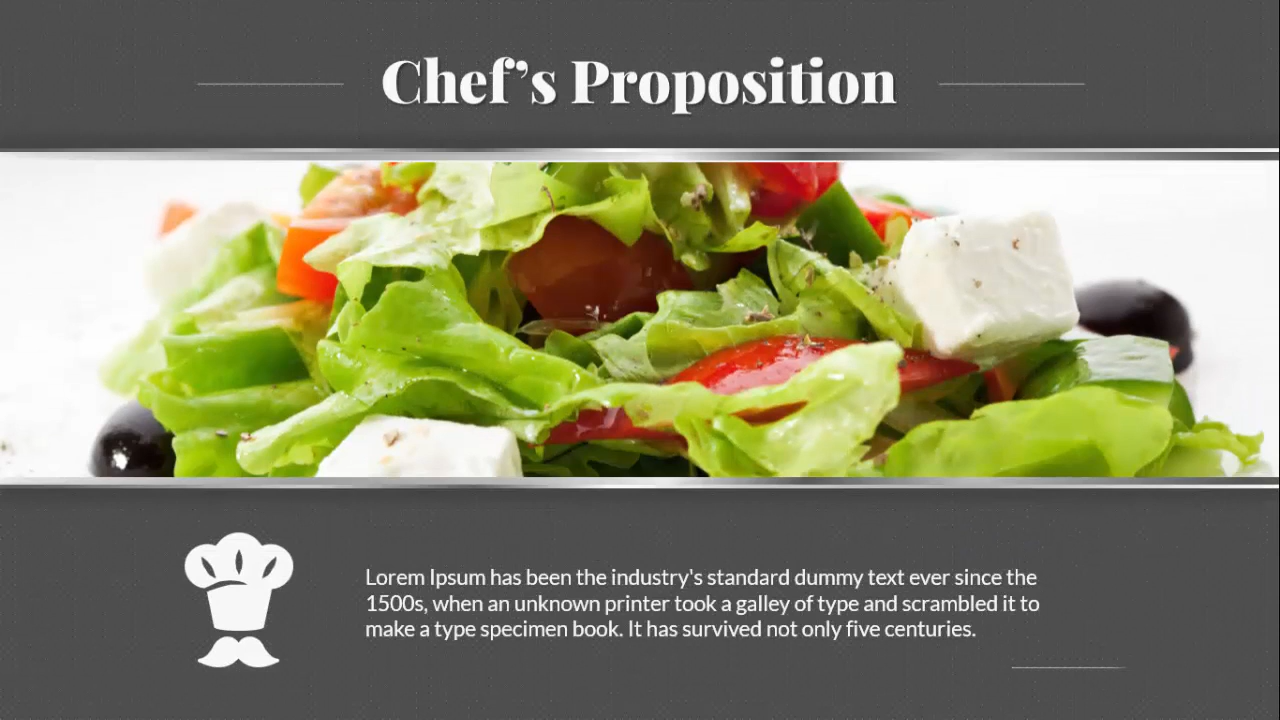 Chef’s Proposition
Lorem Ipsum has been the industry's standard dummy text ever since the
1500s, when an unknown printer took a galley of type and scrambled it to
make a type specimen book. It has survived not only five centuries.